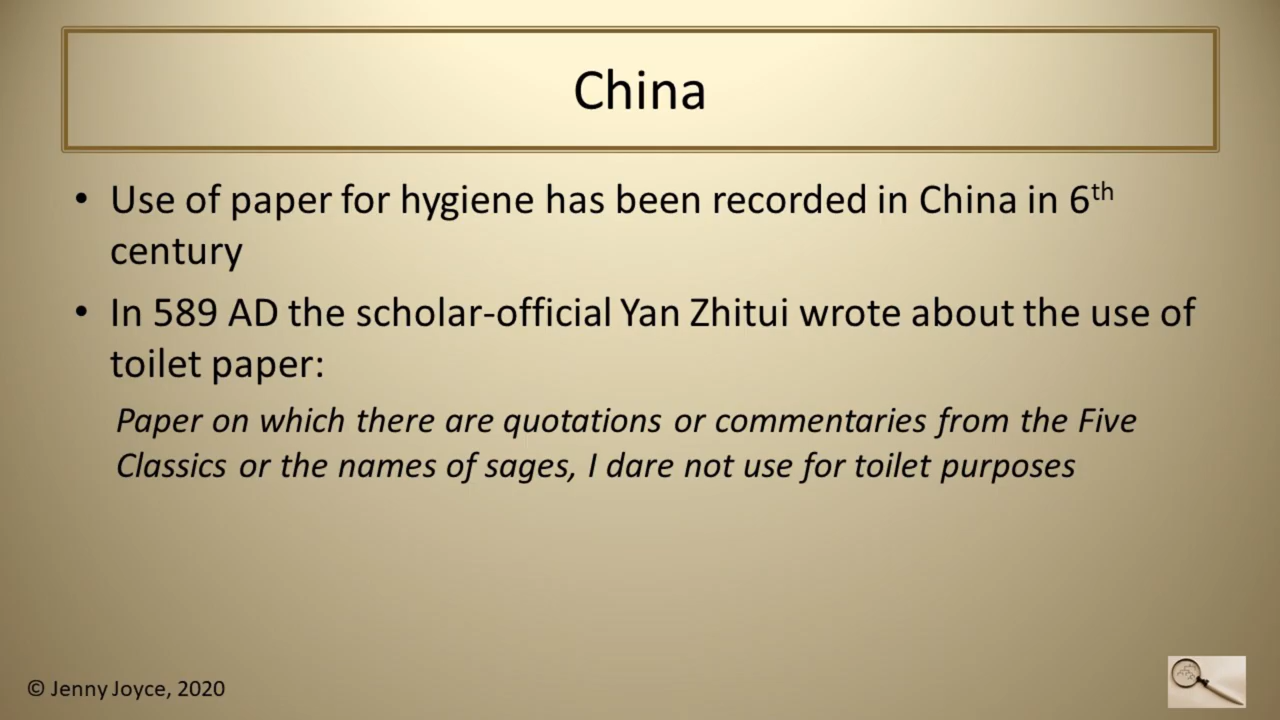 China
• Use of paper for hygiene has been recorded in China in 6th
century
• In 589 AD the scholar-official Yan Zhitui wrote about the use of
toilet paper:
Paper on which there are quotations or commentaries from the Five
Classics or the names of sages, I dare not use for toilet purposes
© Jenny Joyce, 2020